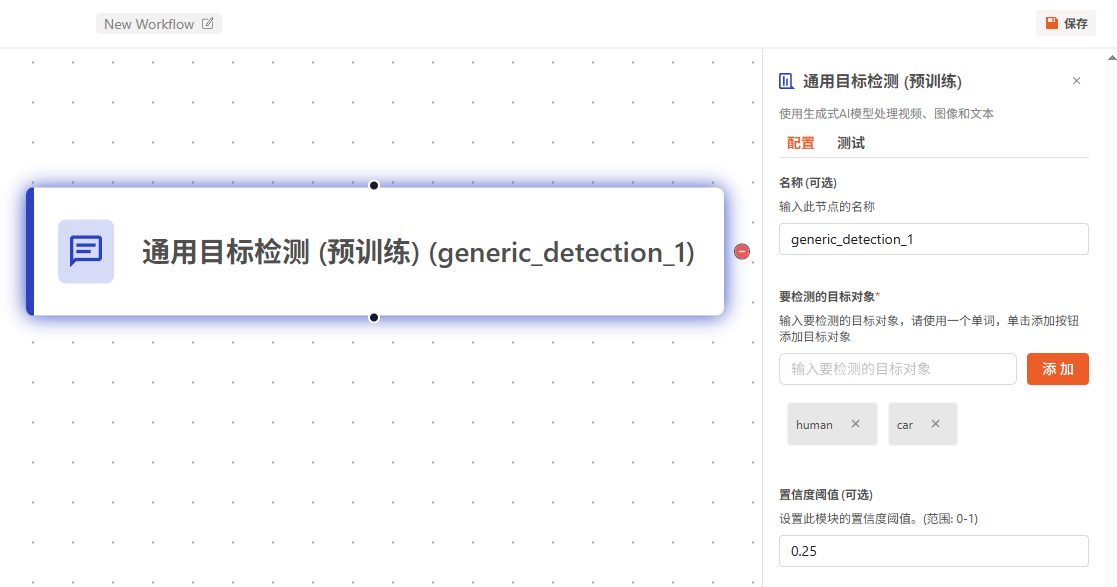 New Workflow
保存
通用目标检测 (预训练) (generic_detection_1)
通用目标检测 (预训练)
使用生成式AI模型处理视频、图像和文本
配置 测试
名称 (可选)
输入此节点的名称
generic_detection_1
要检测的目标对象*
输入要检测的目标对象，请使用一个单词，单击添加按钮
添加目标对象
输入要检测的目标对象
添加
human
car
置信度阈值 (可选)
设置此模块的置信度阈值。(范围: 0-1)
0.25